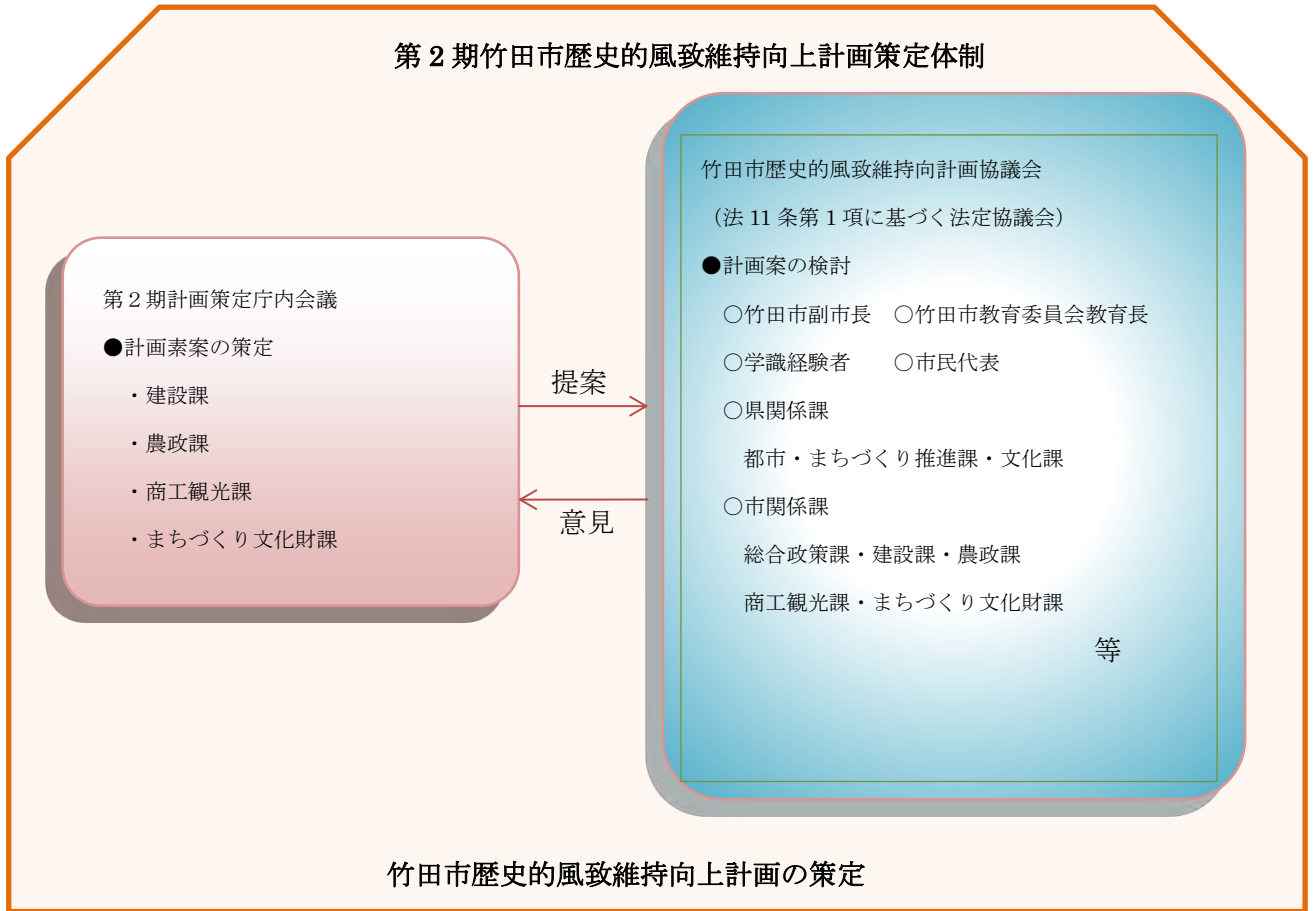 第2期竹田市歴史的風致維持向上計画策定体制
第2期計画策定庁内会議
●計画素案の策定
・建設課
・農政課
・商工観光課
・まちづくり文化財課
提案
意見
竹田市歴史的風致維持向計画協議会
（法 11 条第 1 項に基づく法定協議会）
●計画案の検討
○竹田市副市長　○竹田市教育委員会教育長
○学識経験者　　○市民代表
○県関係課
都市・まちづくり推進課・文化課
○市関係課
総合政策課・建設課・農政課
商工観光課・まちづくり文化財課
等
竹田市歴史的風致維持向上計画の策定